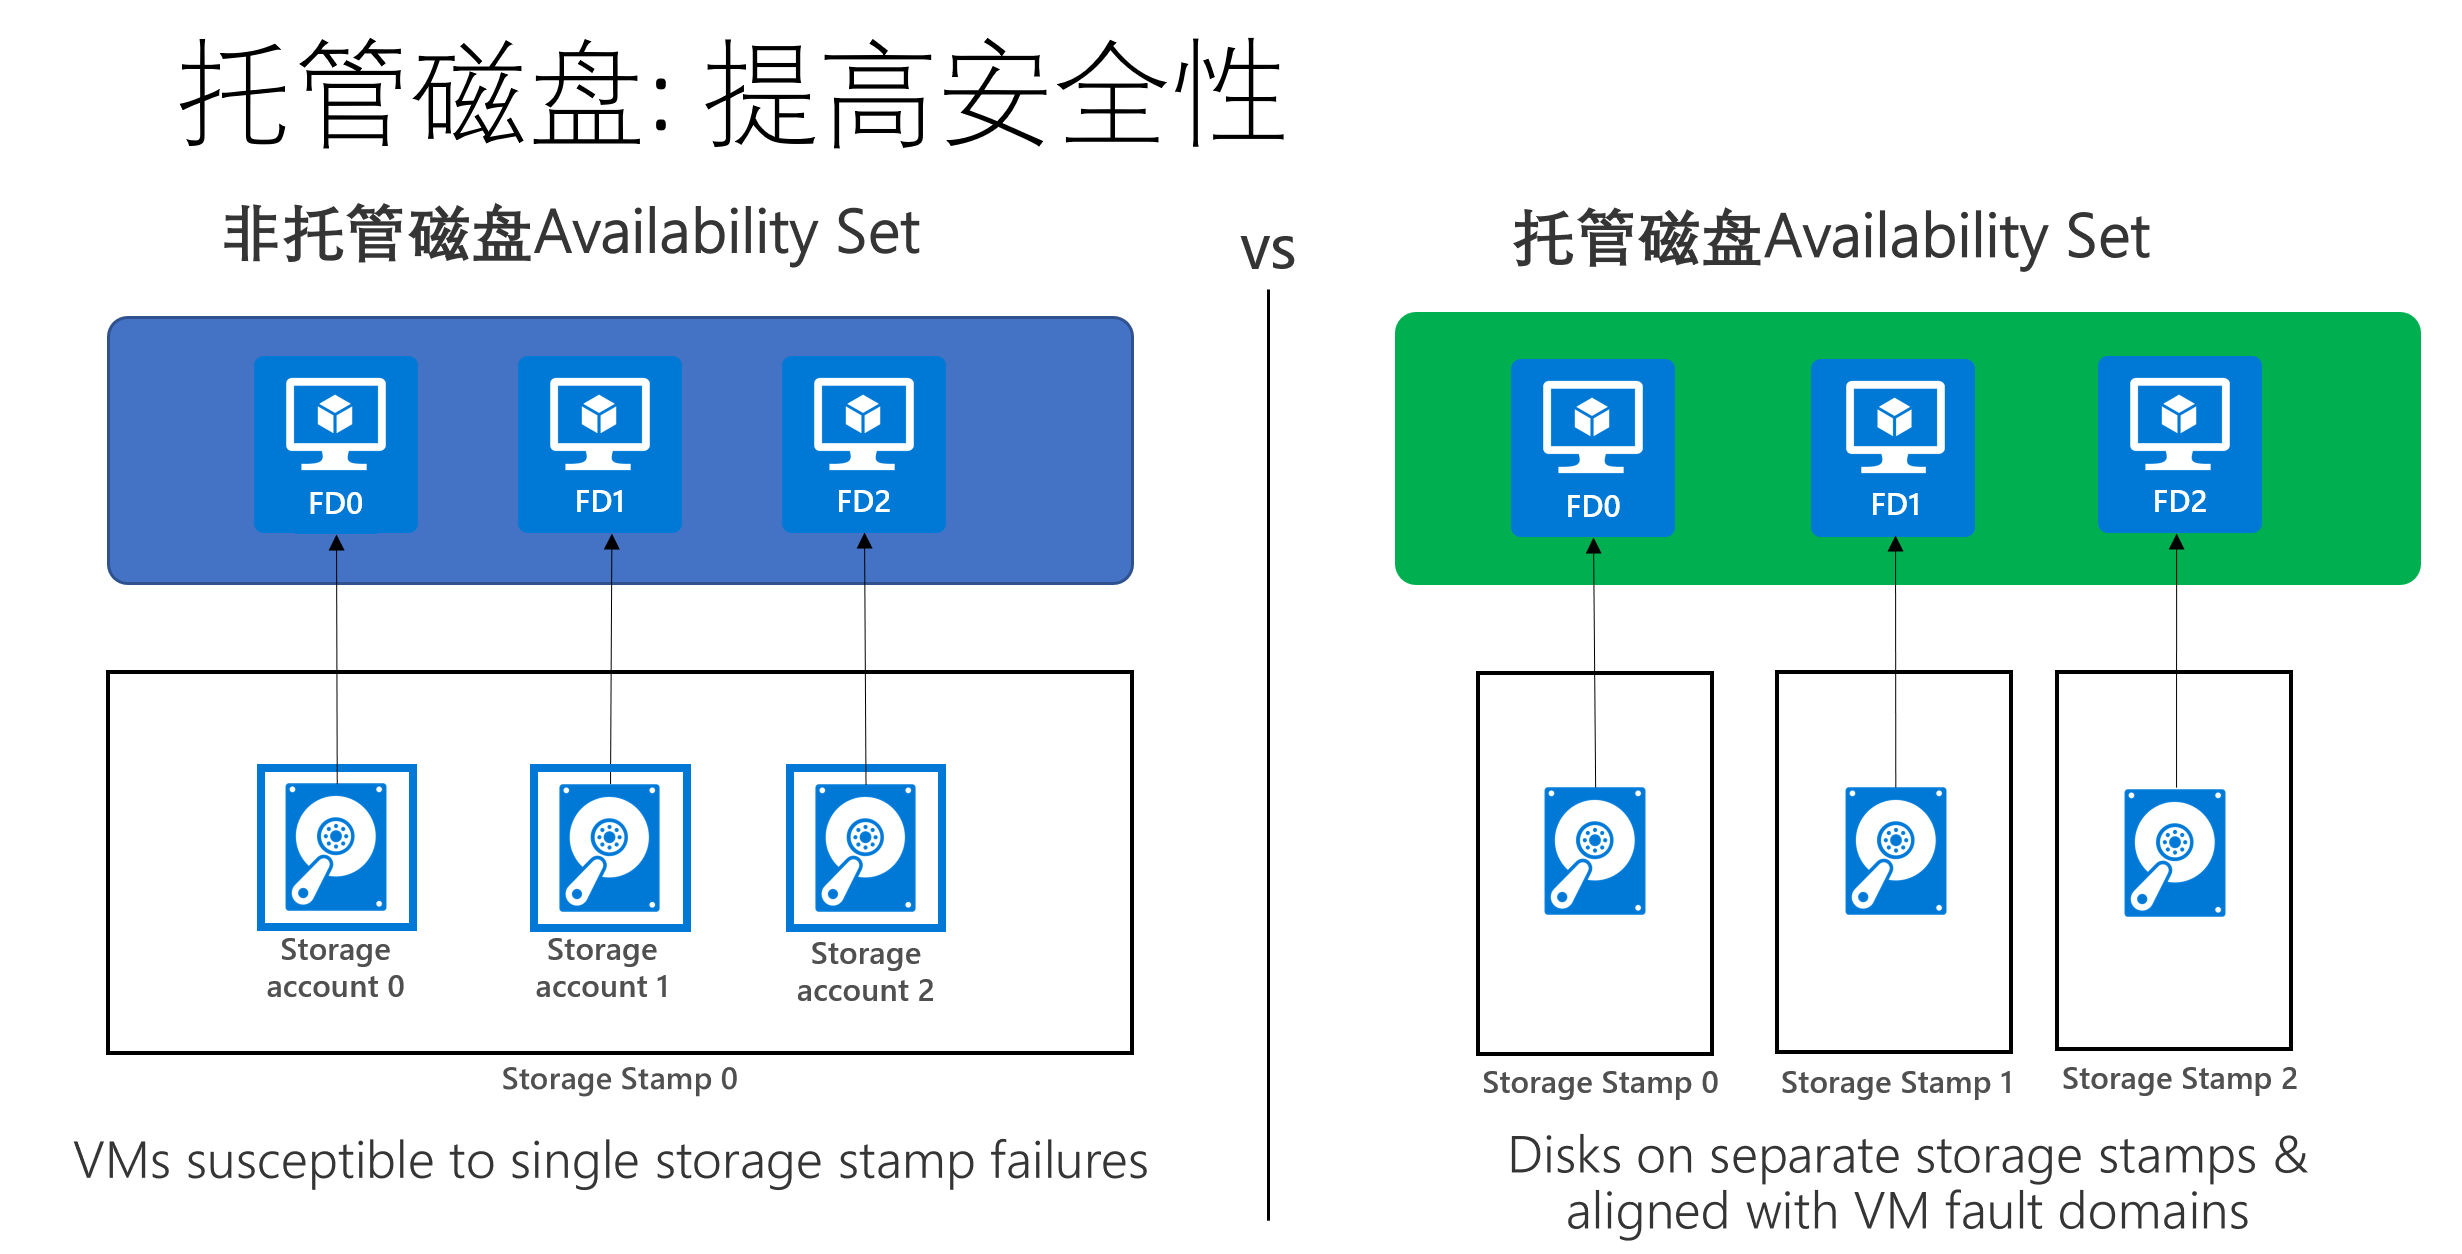 托管磁盘: 提高安全性
非托管磁盘Availability Set
vs
托管磁盘Availability Set
FD0
FD1
FD2
Storage
account 0
Storage
account 1
Storage
account 2
Storage Stamp 0
VMs susceptible to single storage stamp failures
FD0
FD1
FD2
Storage Stamp 0
Storage Stamp 1
Storage Stamp 2
Disks on separate storage stamps &
aligned with VM fault domains